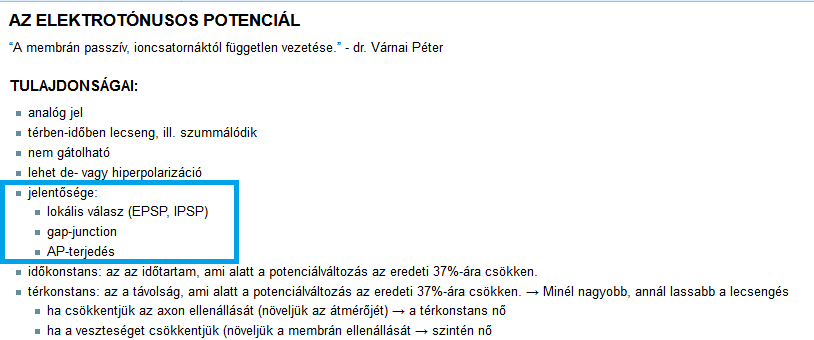 AZ ELEKTROTÓNUSOS POTENCIÁL
"A membrán passzív, ioncsatornáktól független vezetése." - dr. Várnai Péter
TULAJDONSÁGAI:
analóg jel
térben-időben lecseng, ill. szummálódik
nem gátolható
lehet de- vagy hiperpolarizáció
jelentősége:
lokális válasz (EPSP, IPSP)
gap-junction
AP-terjedés
időkonstans: az az időtartam, ami alatt a potenciálváltozás az eredeti 37%-ára csökken.
térkonstans: az a távolság, ami alatt a potenciálváltozás az eredeti 37%-ára csökken. → Minél nagyobb, annál lassabb a lecsengés
ha csökkentjük az axon ellenállását (növeljük az átmérőjét) → a térkonstans nő
ha a veszteséget csökkentjük (növeljük a membrán ellenállását → szintén nő